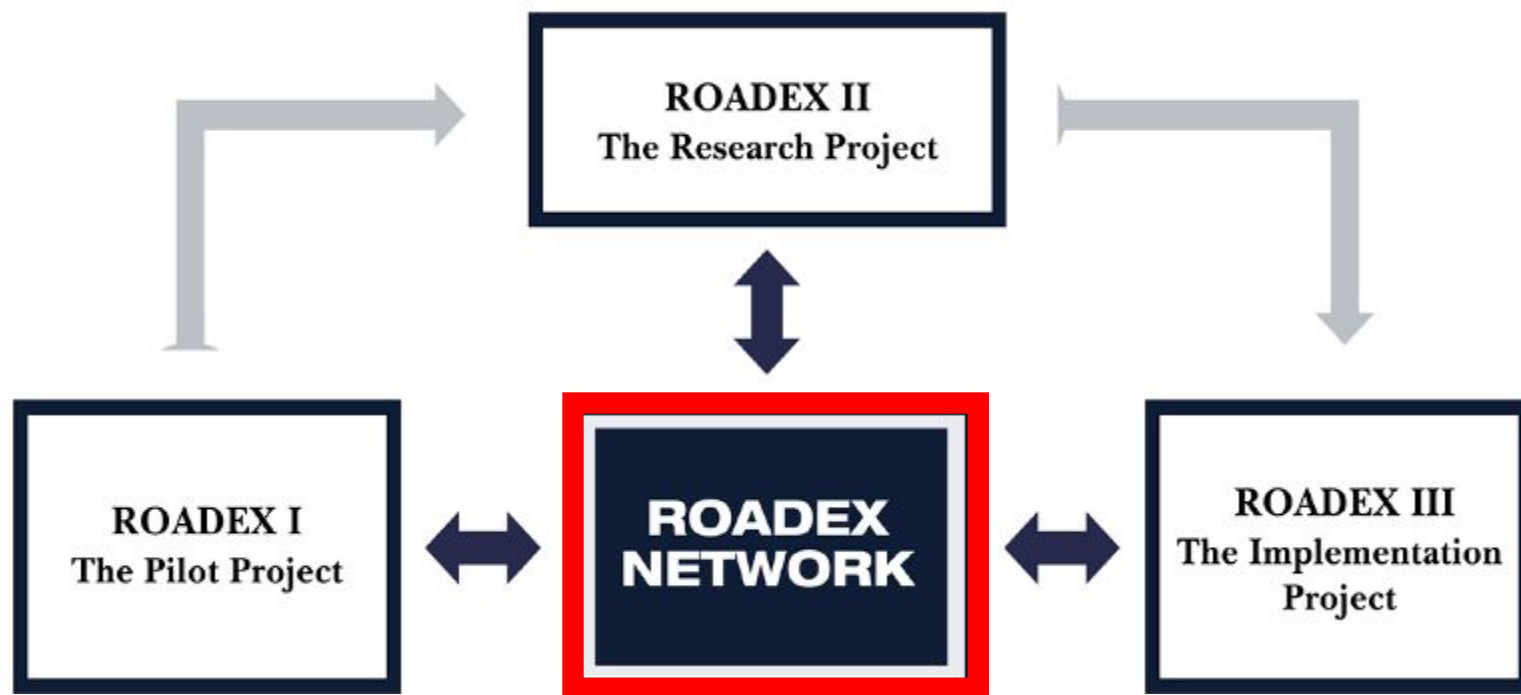 ROADEX II
The Research Project
ROADEX I
The Pilot Project
ROADEX
NETWORK
ROADEX III
The Implementation
Project